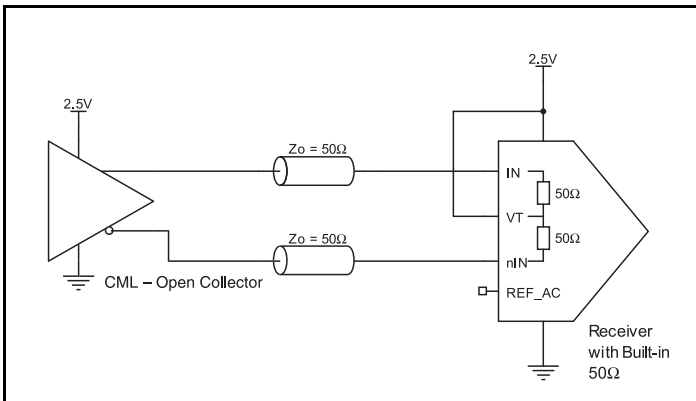 2.5V
2.5V
Zo = 50Ω
IN
50Ω
VT
50Ω
Zo = 50Ω
nIN
REF_AC
CML – Open Collector
Receiver
with Built-in
50Ω